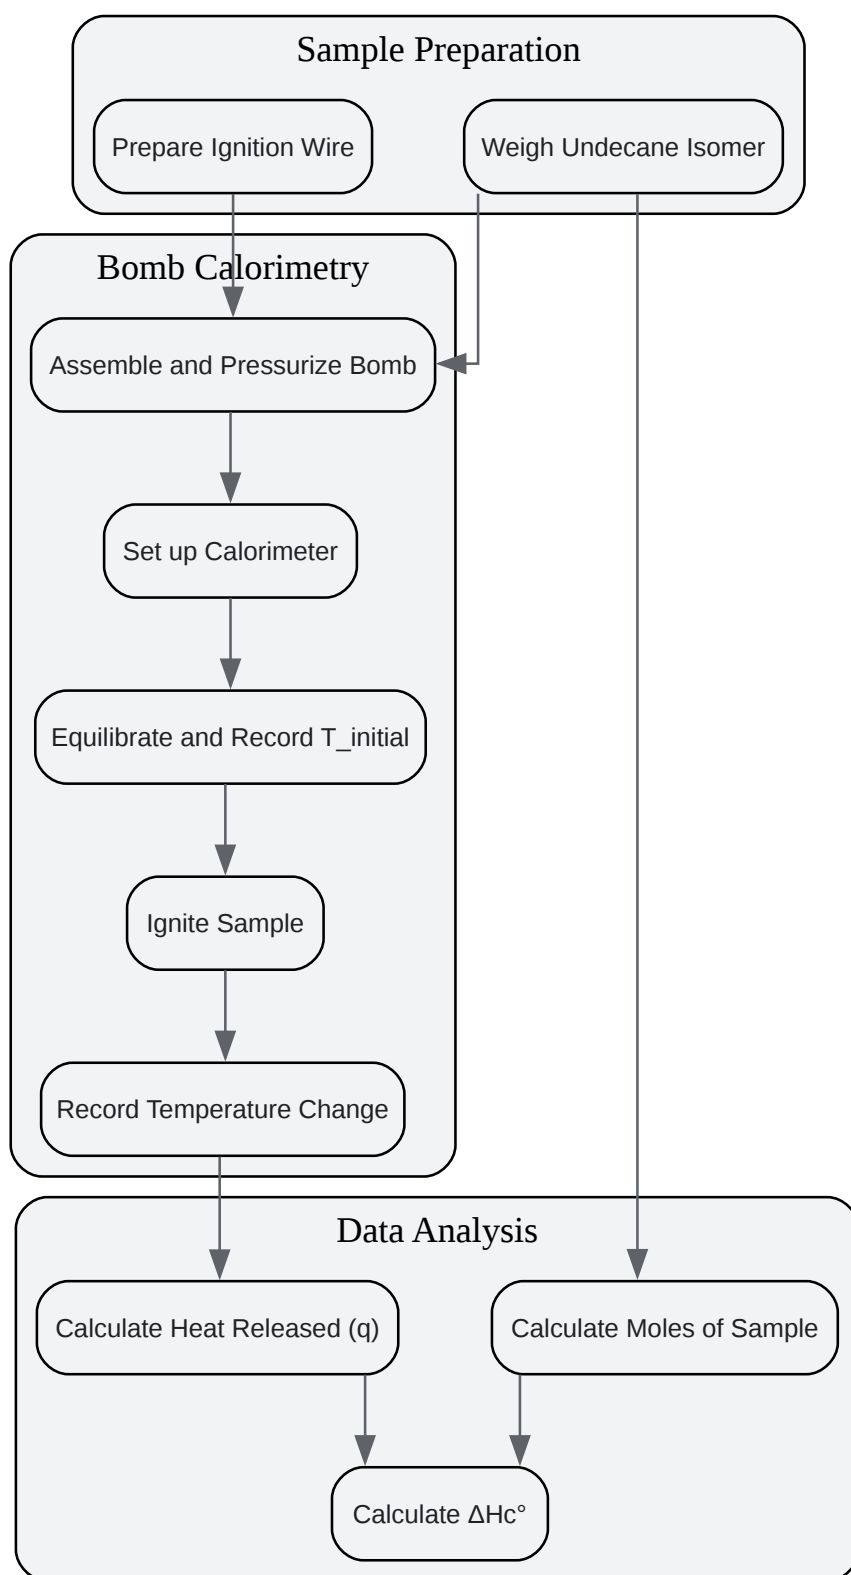 Sample Preparation
Prepare Ignition Wire
Weigh Undecane Isomer
Bomb Calorimetry
Assemble and Pressurize Bomb
Set up Calorimeter
Equilibrate and Record T_initial
Ignite Sample
Record Temperature Change
Data Analysis
Calculate Heat Released (q)
Calculate Moles of Sample
Calculate ΔHc°